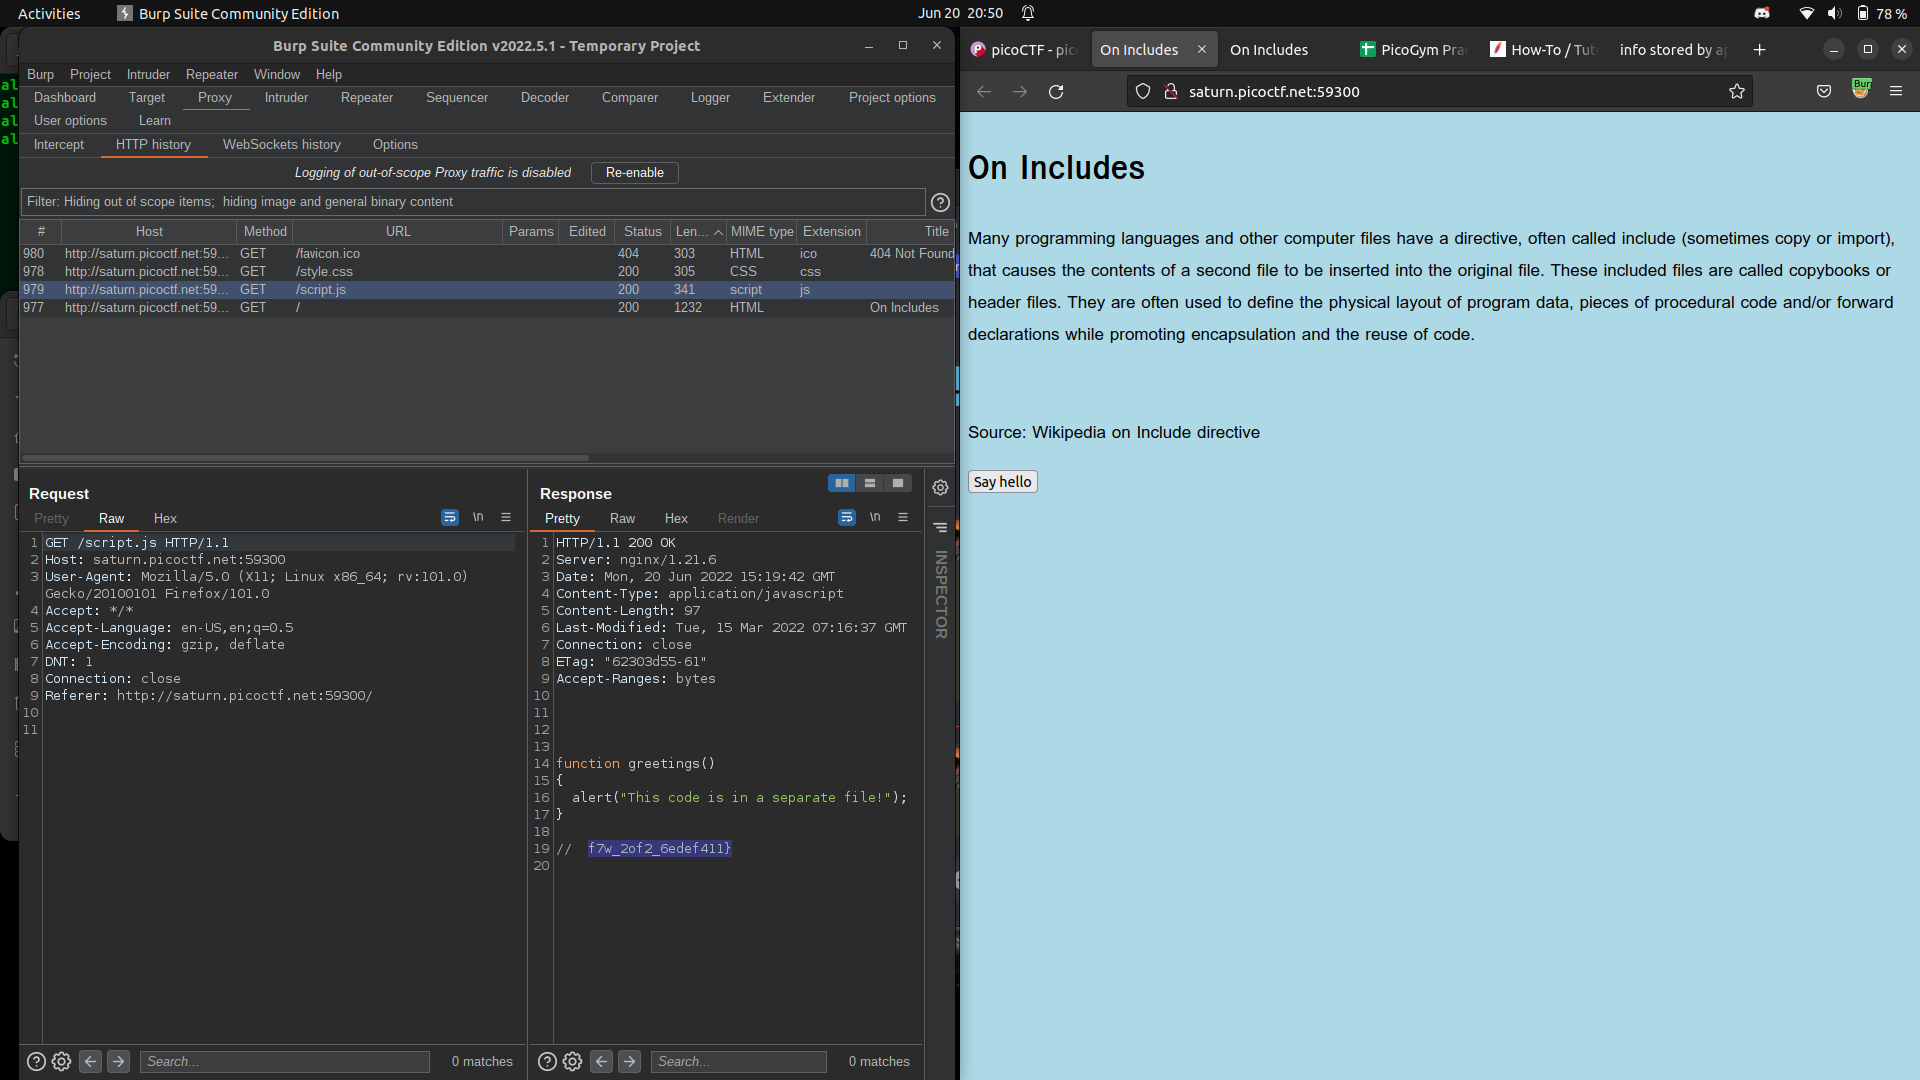 Activities Burp Suite Community Edition Jun 20 20:50 78 %
Burp Suite Community Edition v2022.5.1 - Temporary Project
Burp Project Intruder Repeater Window Help
Dashboard Target Proxy Intruder Repeater Sequencer Decoder Comparer Logger Extender Project options
User options Learn
Intercept HTTP history WebSockets history Options
Logging of out-of-scope Proxy traffic is disabled Re-enable
Filter: Hiding out of scope items; hiding image and general binary content
# Host Method URL Params Edited Status Len... MIME type Extension Title
980 http://saturn.picoctf.net:59... GET /favicon.ico 404 303 HTML ico 404 Not Found
978 http://saturn.picoctf.net:59... GET /style.css 200 305 CSS css
979 http://saturn.picoctf.net:59... GET /script.js 200 341 script js
977 http://saturn.picoctf.net:59... GET / 200 1232 HTML On Includes
Request
Pretty Raw Hex \n
1 GET /script.js HTTP/1.1
2 Host: saturn.picoctf.net:59300
3 User-Agent: Mozilla/5.0 (X11; Linux x86_64; rv:101.0)
Gecko/20100101 Firefox/101.0
4 Accept: */*
5 Accept-Language: en-US,en;q=0.5
6 Accept-Encoding: gzip, deflate
7 DNT: 1
8 Connection: close
9 Referer: http://saturn.picoctf.net:59300/
10
11
Search... 0 matches
Response
Pretty Raw Hex Render \n
1 HTTP/1.1 200 OK
2 Server: nginx/1.21.6
3 Date: Mon, 20 Jun 2022 15:19:42 GMT
4 Content-Type: application/javascript
5 Content-Length: 97
6 Last-Modified: Tue, 15 Mar 2022 07:16:37 GMT
7 Connection: close
8 ETag: "62303d55-61"
9 Accept-Ranges: bytes
10
11
12
13
14 function greetings()
15 {
16 alert("This code is in a separate file!");
17 }
18
19 // f7w_2of2_6edef411}
20
Search... 0 matches
INSPECTOR
picoCTF - pic On Includes On Includes PicoGym Pra How-To / Tut info stored by ap
saturn.picoctf.net:59300 Burp
On Includes
Many programming languages and other computer files have a directive, often called include (sometimes copy or import),
that causes the contents of a second file to be inserted into the original file. These included files are called copybooks or
header files. They are often used to define the physical layout of program data, pieces of procedural code and/or forward
declarations while promoting encapsulation and the reuse of code.
Source: Wikipedia on Include directive
Say hello